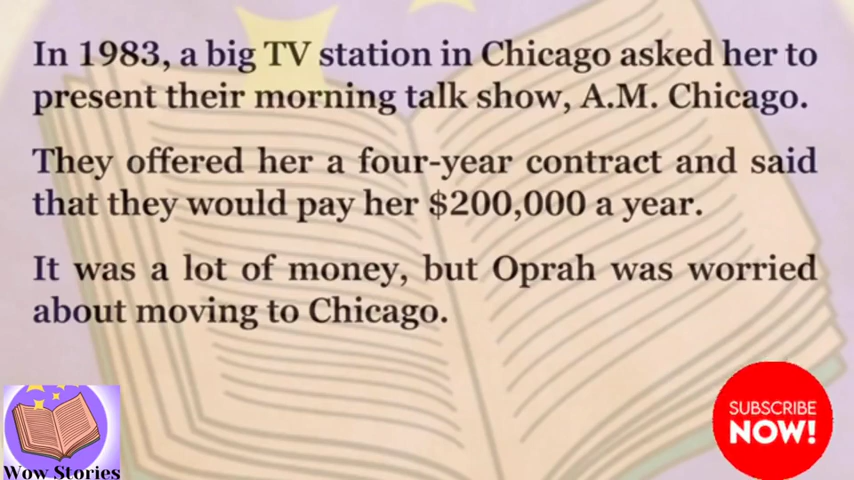 In 1983, a big TV station in Chicago asked her to
present their morning talk show, A.M. Chicago.
They offered her a four-year contract and said
that they would pay her $200,000 a year.
It was a lot of money, but Oprah was worried
about moving to Chicago.
Wow Stories
SUBSCRIBE
NOW!